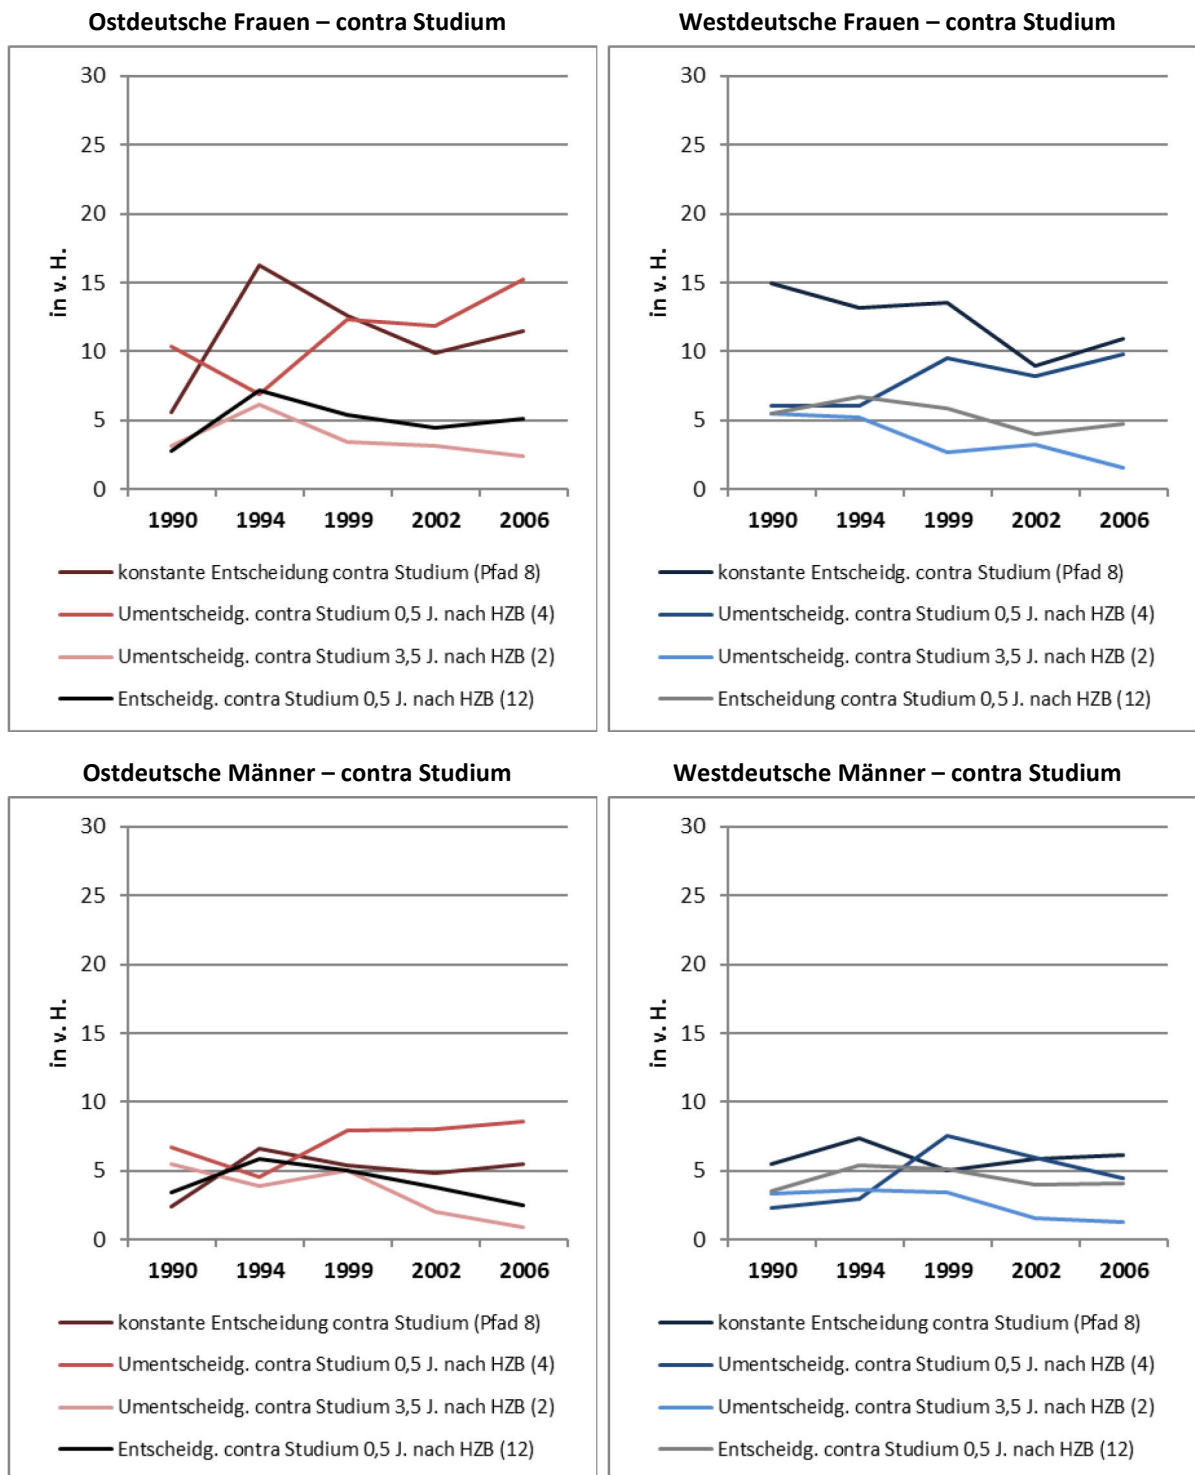 Ostdeutsche Frauen – contra Studium
30
25
20
15
10
5
0
in v. H.
1990 1994 1999 2002 2006
konstante Entscheidung contra Studium (Pfad 8)
Umentscheidg. contra Studium 0,5 J. nach HZB (4)
Umentscheidg. contra Studium 3,5 J. nach HZB (2)
Entscheidg. contra Studium 0,5 J. nach HZB (12)
Westdeutsche Frauen – contra Studium
30
25
20
15
10
5
0
in v. H.
1990 1994 1999 2002 2006
konstante Entscheidg. contra Studium (Pfad 8)
Umentscheidg. contra Studium 0,5 J. nach HZB (4)
Umentscheidg. contra Studium 3,5 J. nach HZB (2)
Entscheidung contra Studium 0,5 J. nach HZB (12)
Ostdeutsche Männer – contra Studium
30
25
20
15
10
5
0
in v. H.
1990 1994 1999 2002 2006
konstante Entscheidung contra Studium (Pfad 8)
Umentscheidg. contra Studium 0,5 J. nach HZB (4)
Umentscheidg. contra Studium 3,5 J. nach HZB (2)
Entscheidg. contra Studium 0,5 J. nach HZB (12)
Westdeutsche Männer – contra Studium
30
25
20
15
10
5
0
in v. H.
1990 1994 1999 2002 2006
konstante Entscheidung contra Studium (Pfad 8)
Umentscheidg. contra Studium 0,5 J. nach HZB (4)
Umentscheidg. contra Studium 3,5 J. nach HZB (2)
Entscheidg. contra Studium 0,5 J. nach HZB (12)